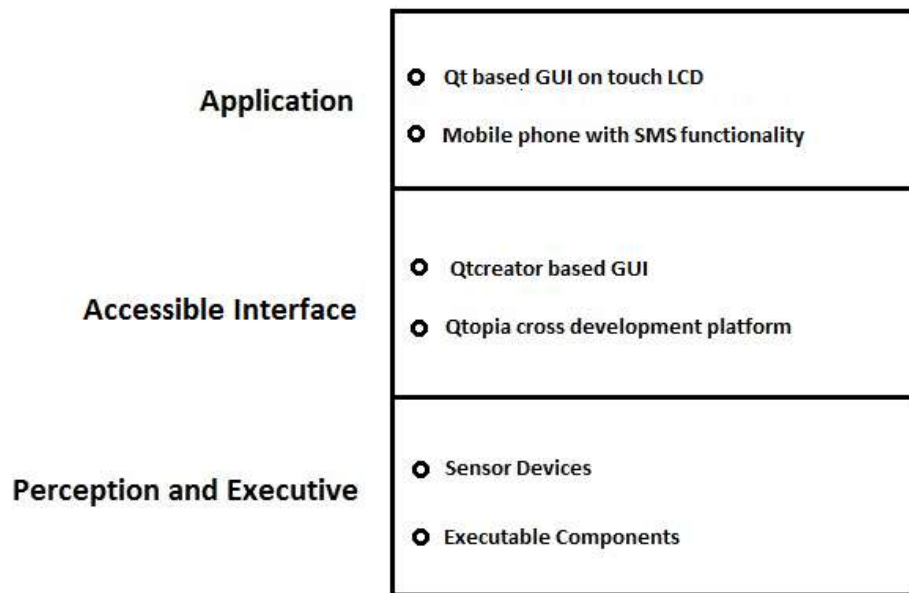 Application
Qt based GUI on touch LCD
Mobile phone with SMS functionality
Accessible Interface
Qtcreator based GUI
Qtopia cross development platform
Perception and Executive
Sensor Devices
Executable Components